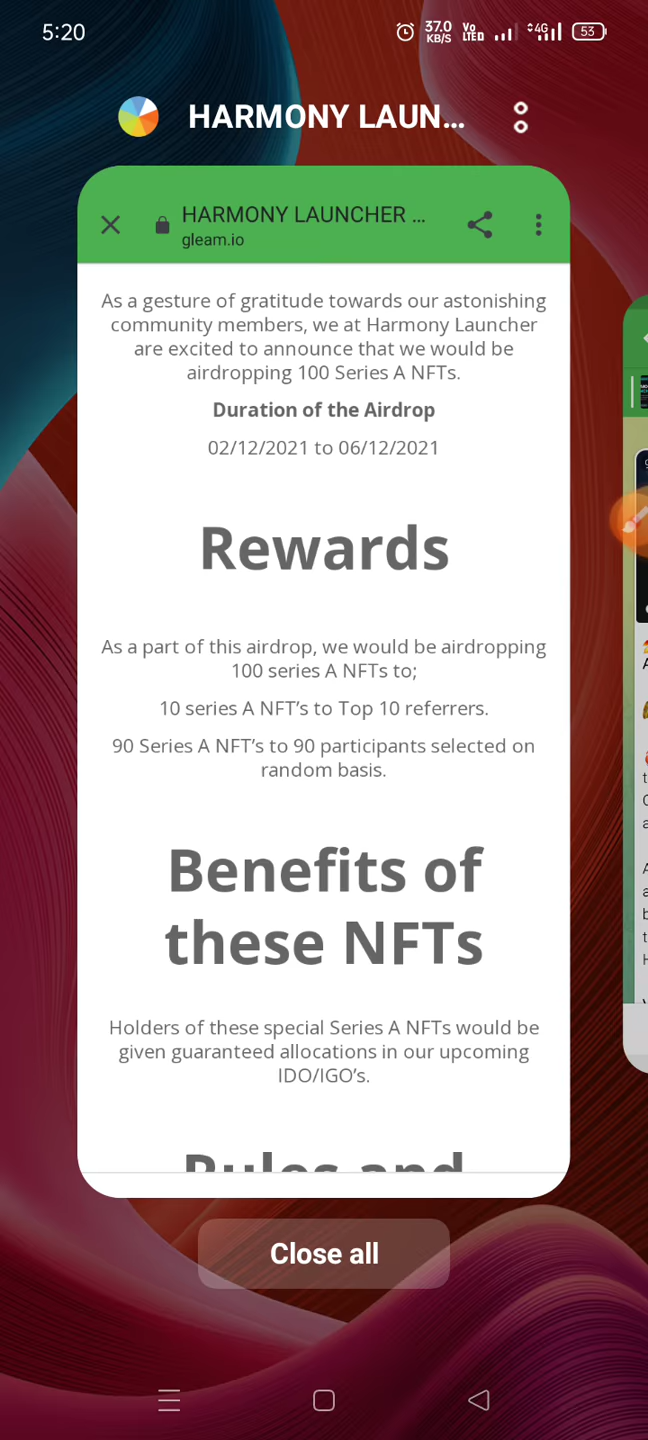 5:20
37.0
KB/S
Vo
LTED
4G
53
HARMONY LAUN...
HARMONY LAUNCHER ...
gleam.io
As a gesture of gratitude towards our astonishing
community members, we at Harmony Launcher
are excited to announce that we would be
airdropping 100 Series A NFTs.
Duration of the Airdrop
02/12/2021 to 06/12/2021
Rewards
As a part of this airdrop, we would be airdropping
100 series A NFTs to;
10 series A NFT’s to Top 10 referrers.
90 Series A NFT’s to 90 participants selected on
random basis.
Benefits of
these NFTs
Holders of these special Series A NFTs would be
given guaranteed allocations in our upcoming
IDO/IGO’s.
Rules and
Close all